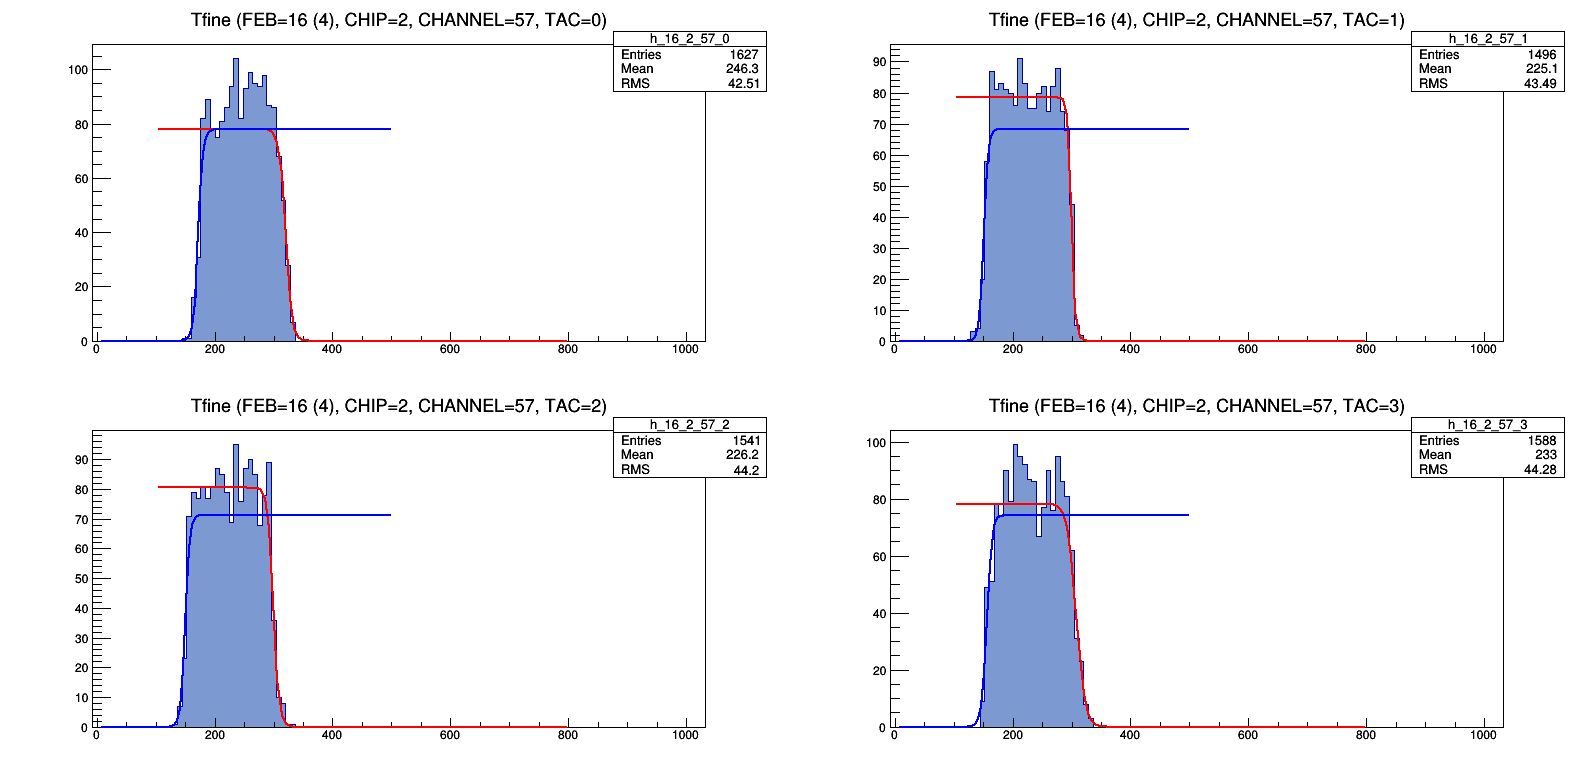 Tfine (FEB=16 (4), CHIP=2, CHANNEL=57, TAC=0)
h_16_2_57_0
Entries 1627
Mean 246.3
RMS 42.51
100
80
60
40
20
0
0 200 400 600 800 1000
Tfine (FEB=16 (4), CHIP=2, CHANNEL=57, TAC=1)
h_16_2_57_1
Entries 1496
Mean 225.1
RMS 43.49
90
80
70
60
50
40
30
20
10
0
0 200 400 600 800 1000
Tfine (FEB=16 (4), CHIP=2, CHANNEL=57, TAC=2)
h_16_2_57_2
Entries 1541
Mean 226.2
RMS 44.2
90
80
70
60
50
40
30
20
10
0
0 200 400 600 800 1000
Tfine (FEB=16 (4), CHIP=2, CHANNEL=57, TAC=3)
h_16_2_57_3
Entries 1588
Mean 233
RMS 44.28
100
80
60
40
20
0
0 200 400 600 800 1000